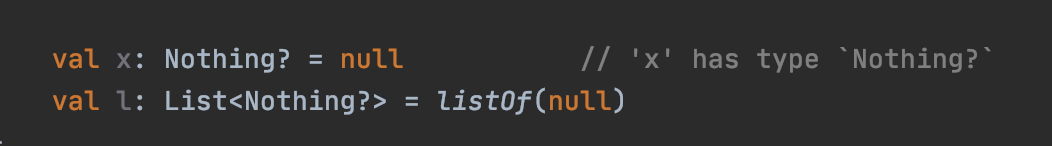 val x: Nothing? = null           // 'x' has type `Nothing?`
val l: List<Nothing?> = listOf(null)